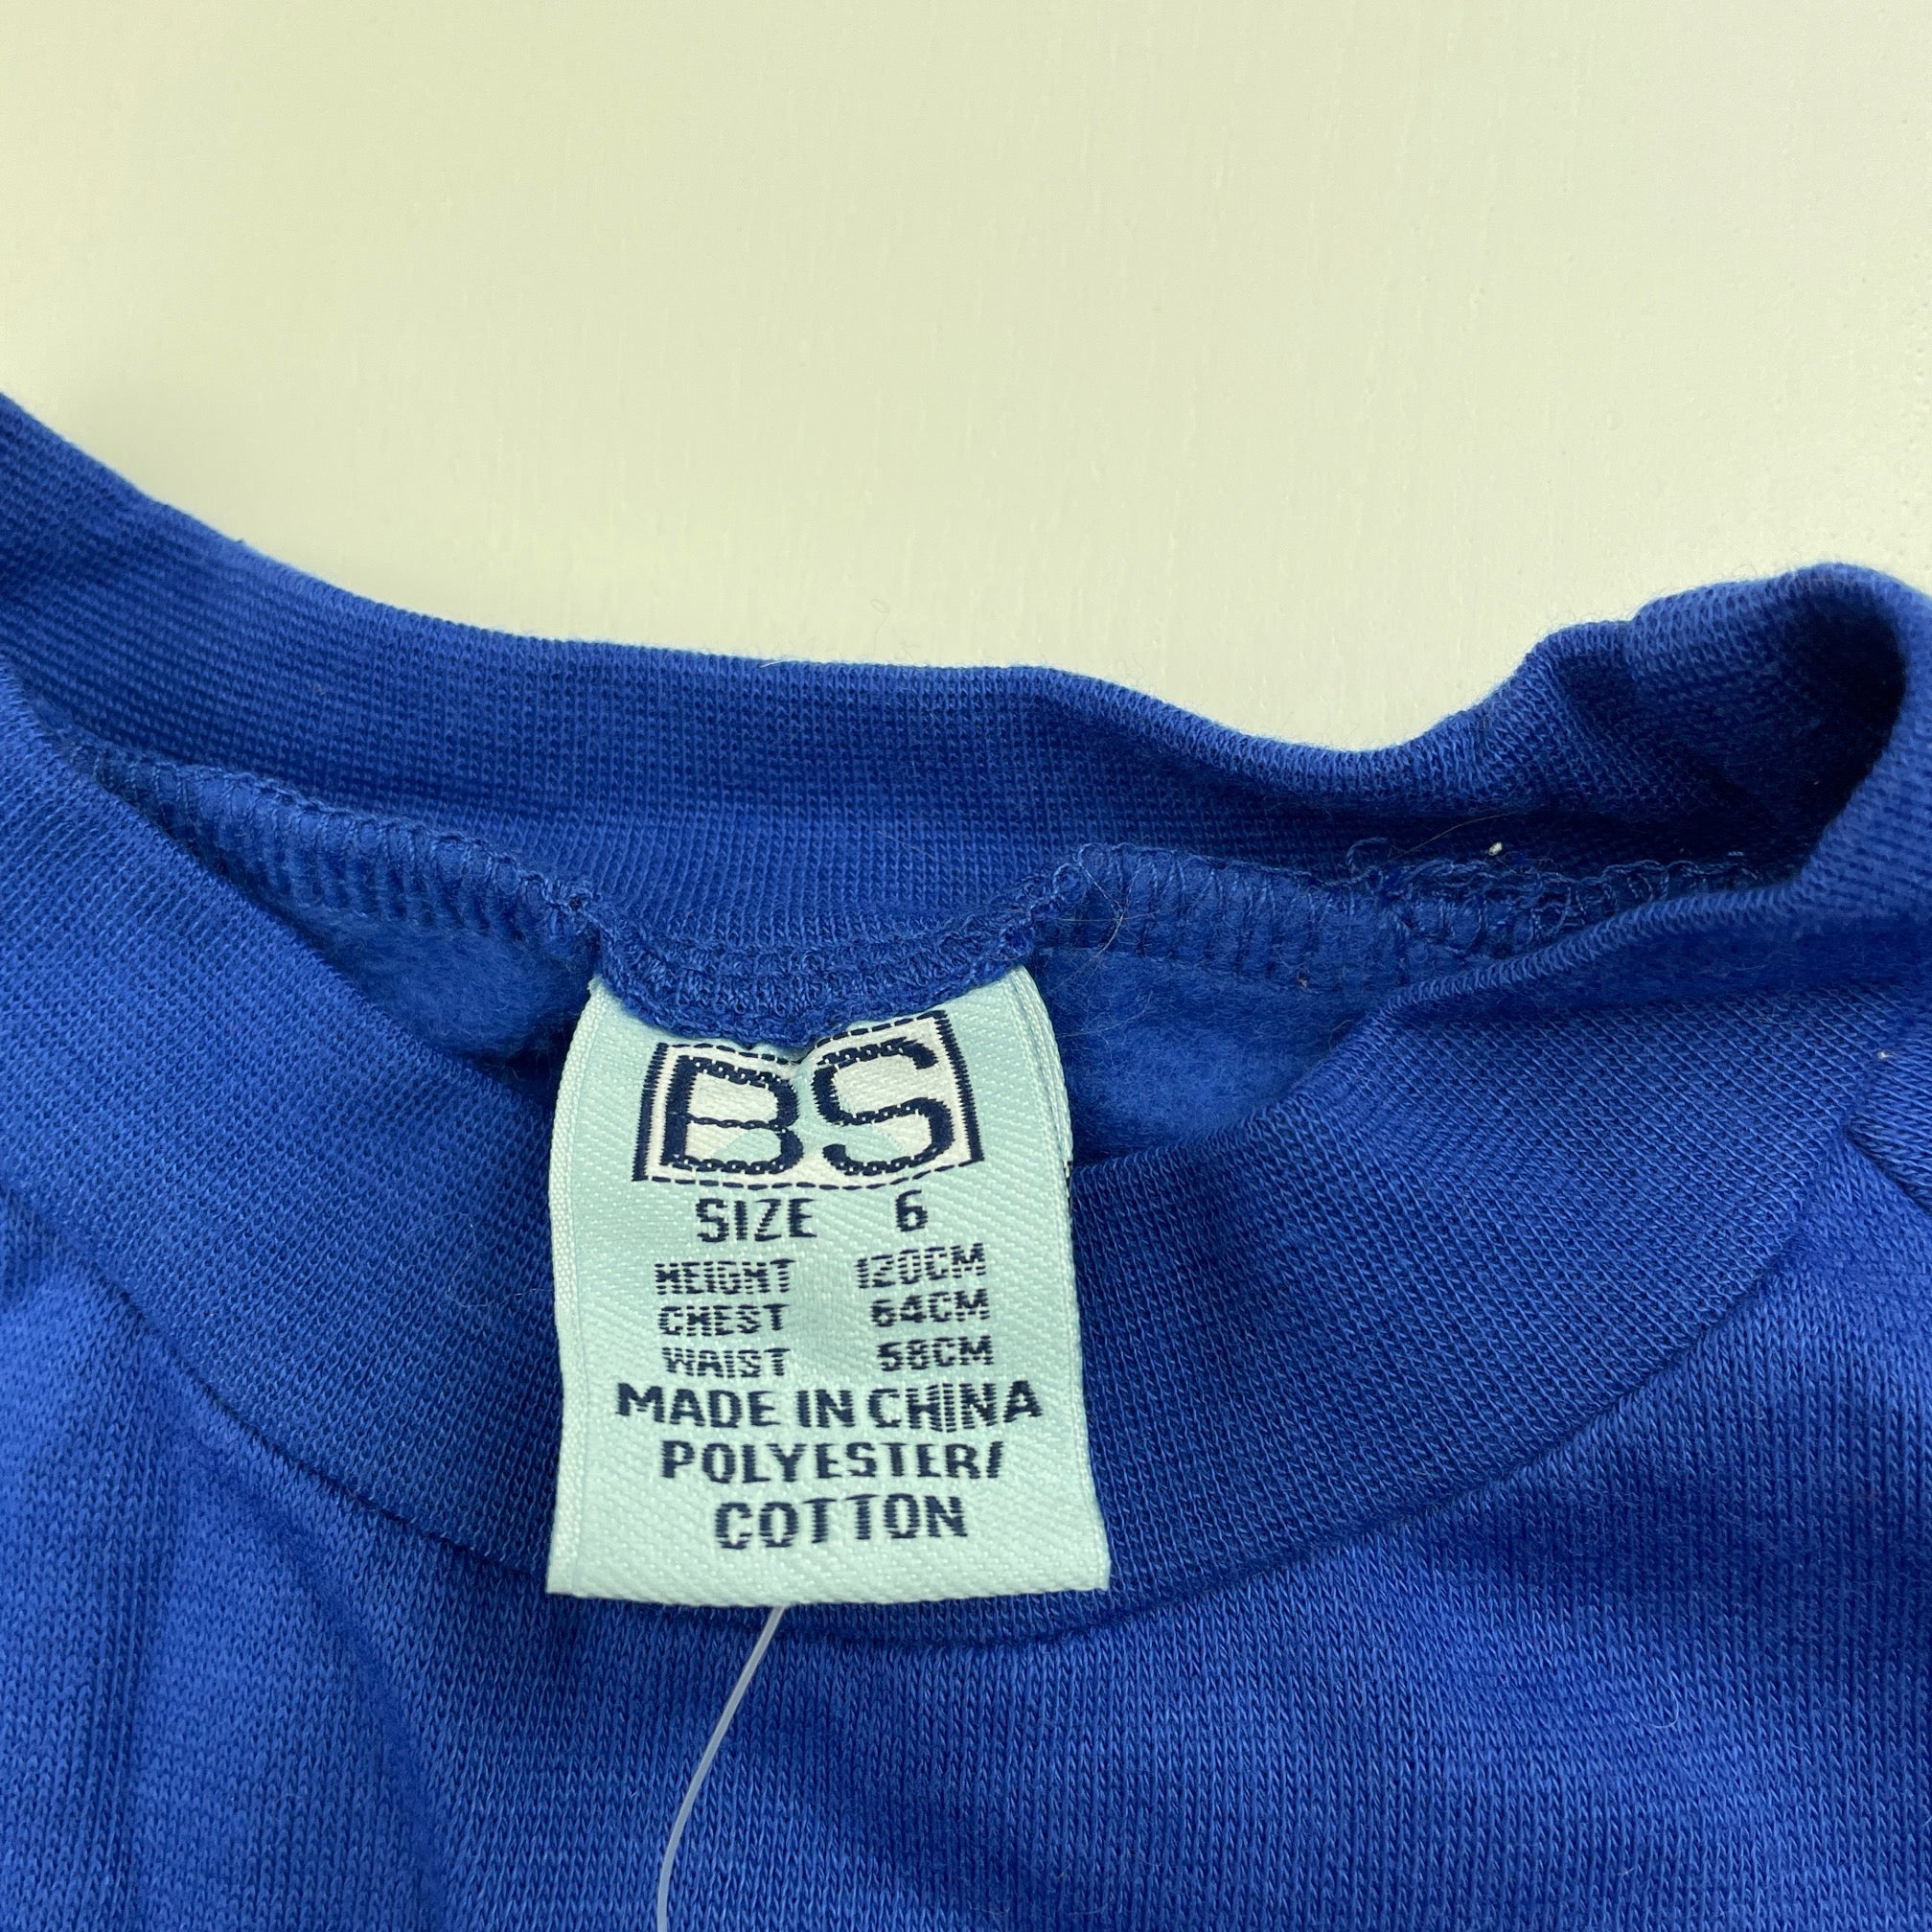 BS
SIZE 6
HEIGHT 120CM
CHEST 64CM
WAIST 58CM
MADE IN CHINA
POLYESTER/
COTTON